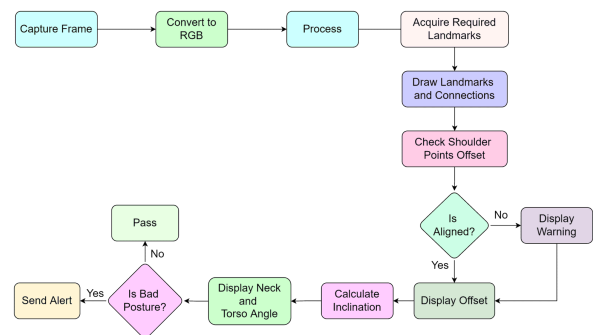 Capture Frame
Convert to
RGB
Process
Acquire Required
Landmarks
Draw Landmarks
and Connections
Check Shoulder
Points Offset
Is
Aligned?
No
Display
Warning
Yes
Display Offset
Calculate
Inclination
Display Neck
and
Torso Angle
Is Bad
Posture?
No
Pass
Yes
Send Alert